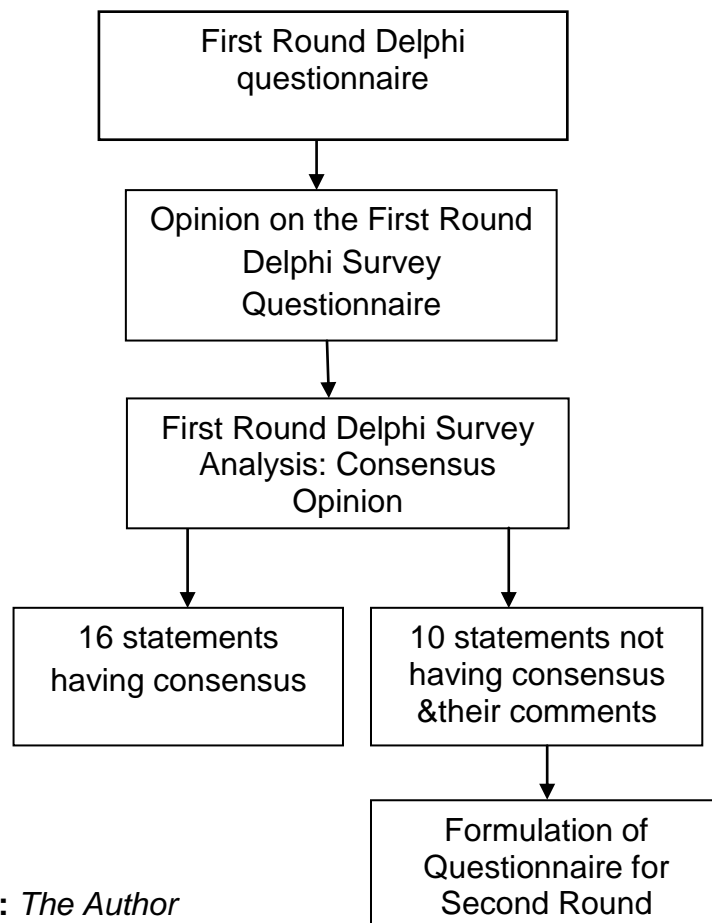 First Round Delphi
questionnaire
Opinion on the First Round
Delphi Survey
Questionnaire
First Round Delphi Survey
Analysis: Consensus
Opinion
16 statements
having consensus
10 statements not
having consensus
&their comments
Formulation of
Questionnaire for
Second Round
: The Author